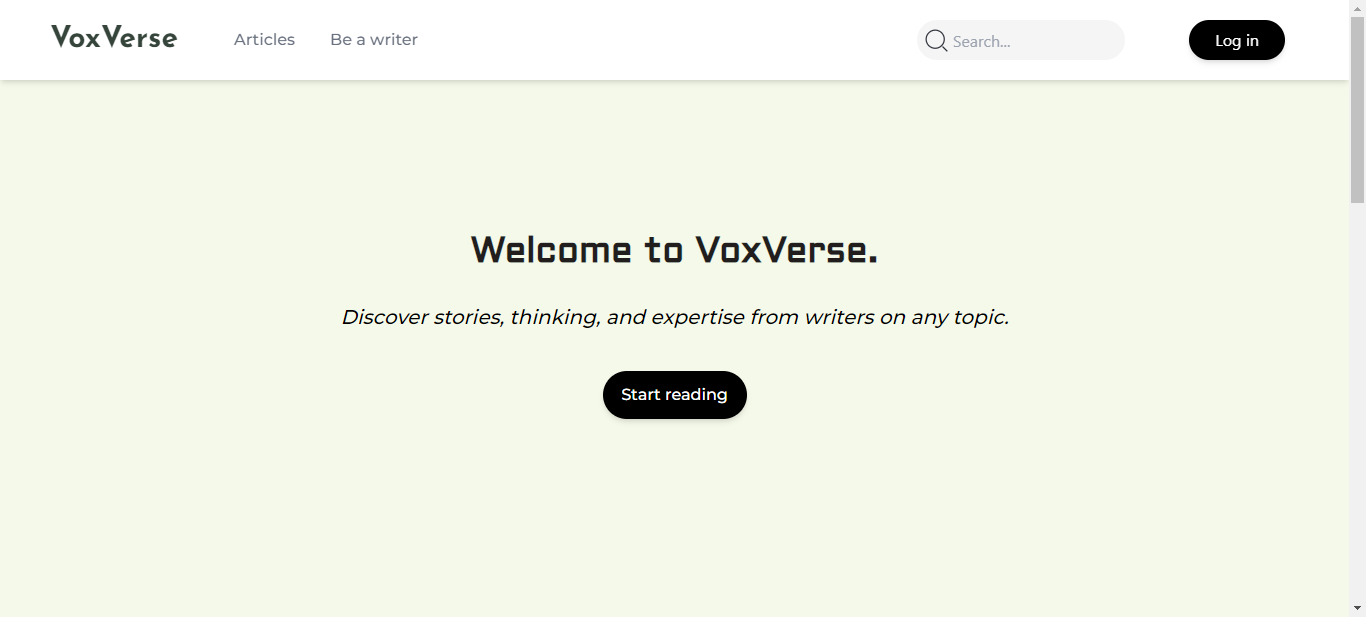 VoxVerse
Articles
Be a writer
Search...
Log in
Welcome to VoxVerse.
Discover stories, thinking, and expertise from writers on any topic.
Start reading